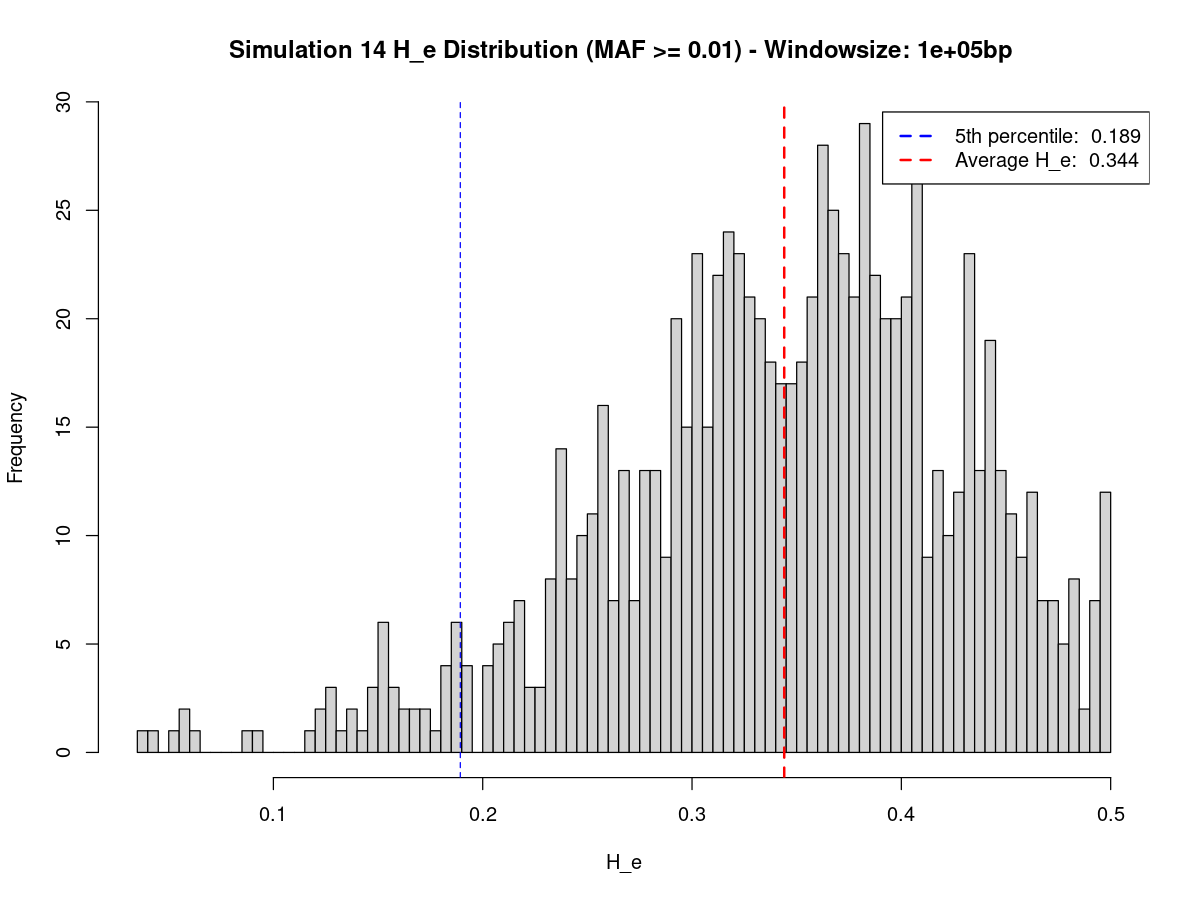 Simulation 14 H_e Distribution (MAF >= 0.01) - Windowsize: 1e+05bp
30
25
20
15
10
5
0
Frequency
5th percentile: 0.189
Average H_e: 0.344
0.1
0.2
0.3
0.4
0.5
H_e